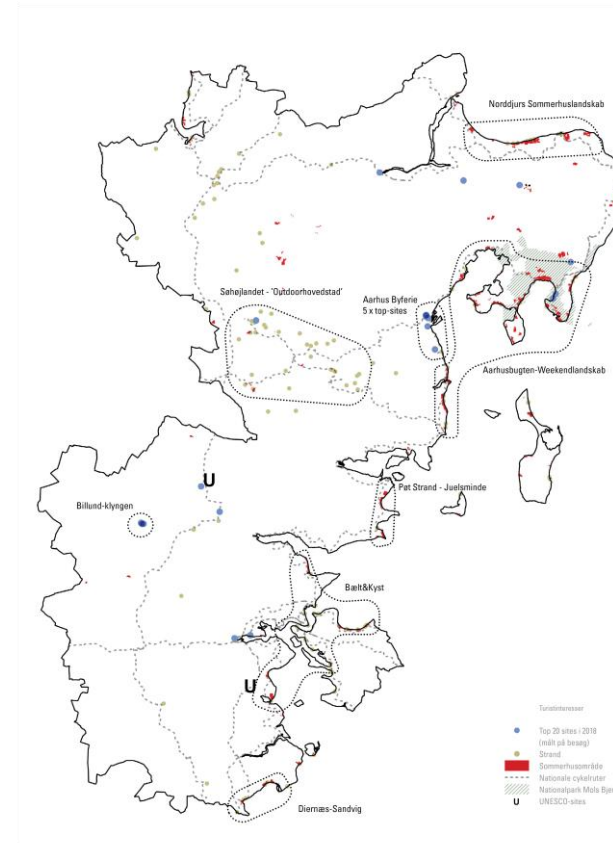 Norddjurs Sommerhuslandskab
Søhøjlandet - 'Outdoorhovedstad'
Aarhus Byferie
5 x top-sites
Aarhusbugten-Weekendlandskab
U
Billund-klyngen
Pøt Strand - Juelsminde
Bælt&Kyst
U
Diernæs-Sandvig
Turistinteresser
Top 20 sites i 2018
(målt på besøg)
Strand
Sommerhusområde
Nationale cykelruter
Nationalpark Mols Bje
U UNESCO-sites